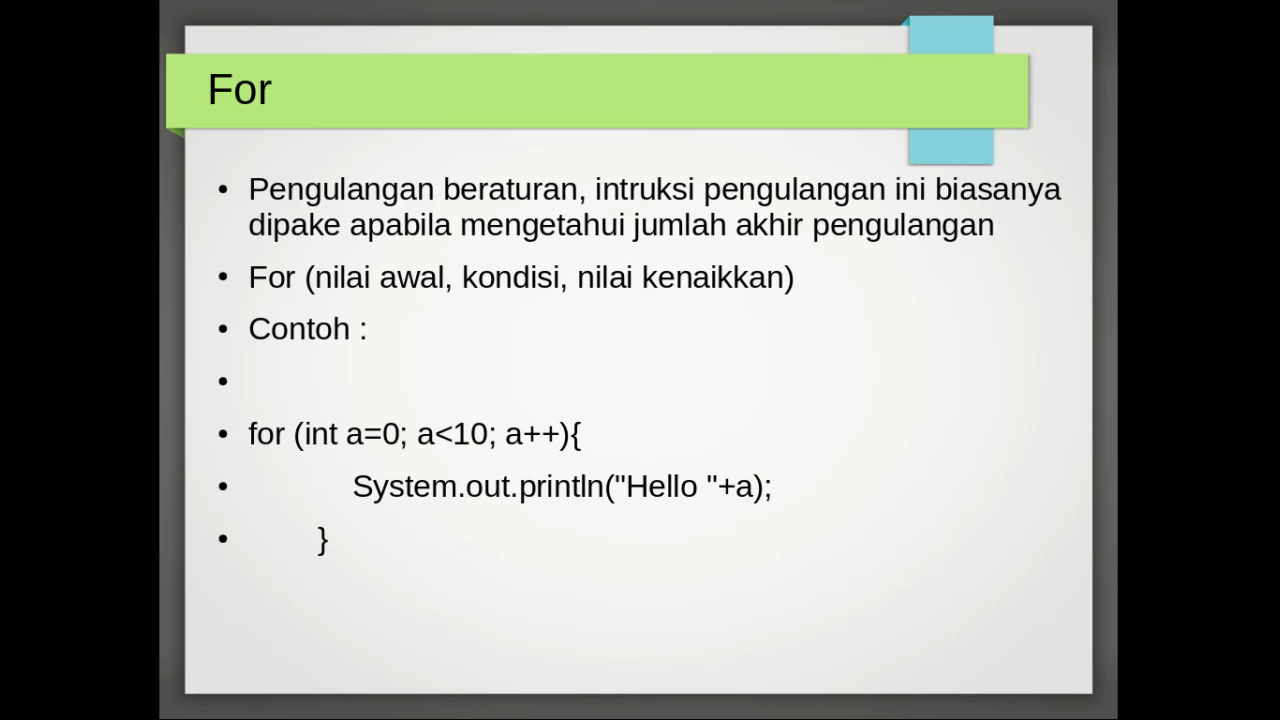 For
• Pengulangan beraturan, intruksi pengulangan ini biasanya
dipake apabila mengetahui jumlah akhir pengulangan
• For (nilai awal, kondisi, nilai kenaikkan)
• Contoh :
•
• for (int a=0; a<10; a++){
• System.out.println("Hello "+a);
• }